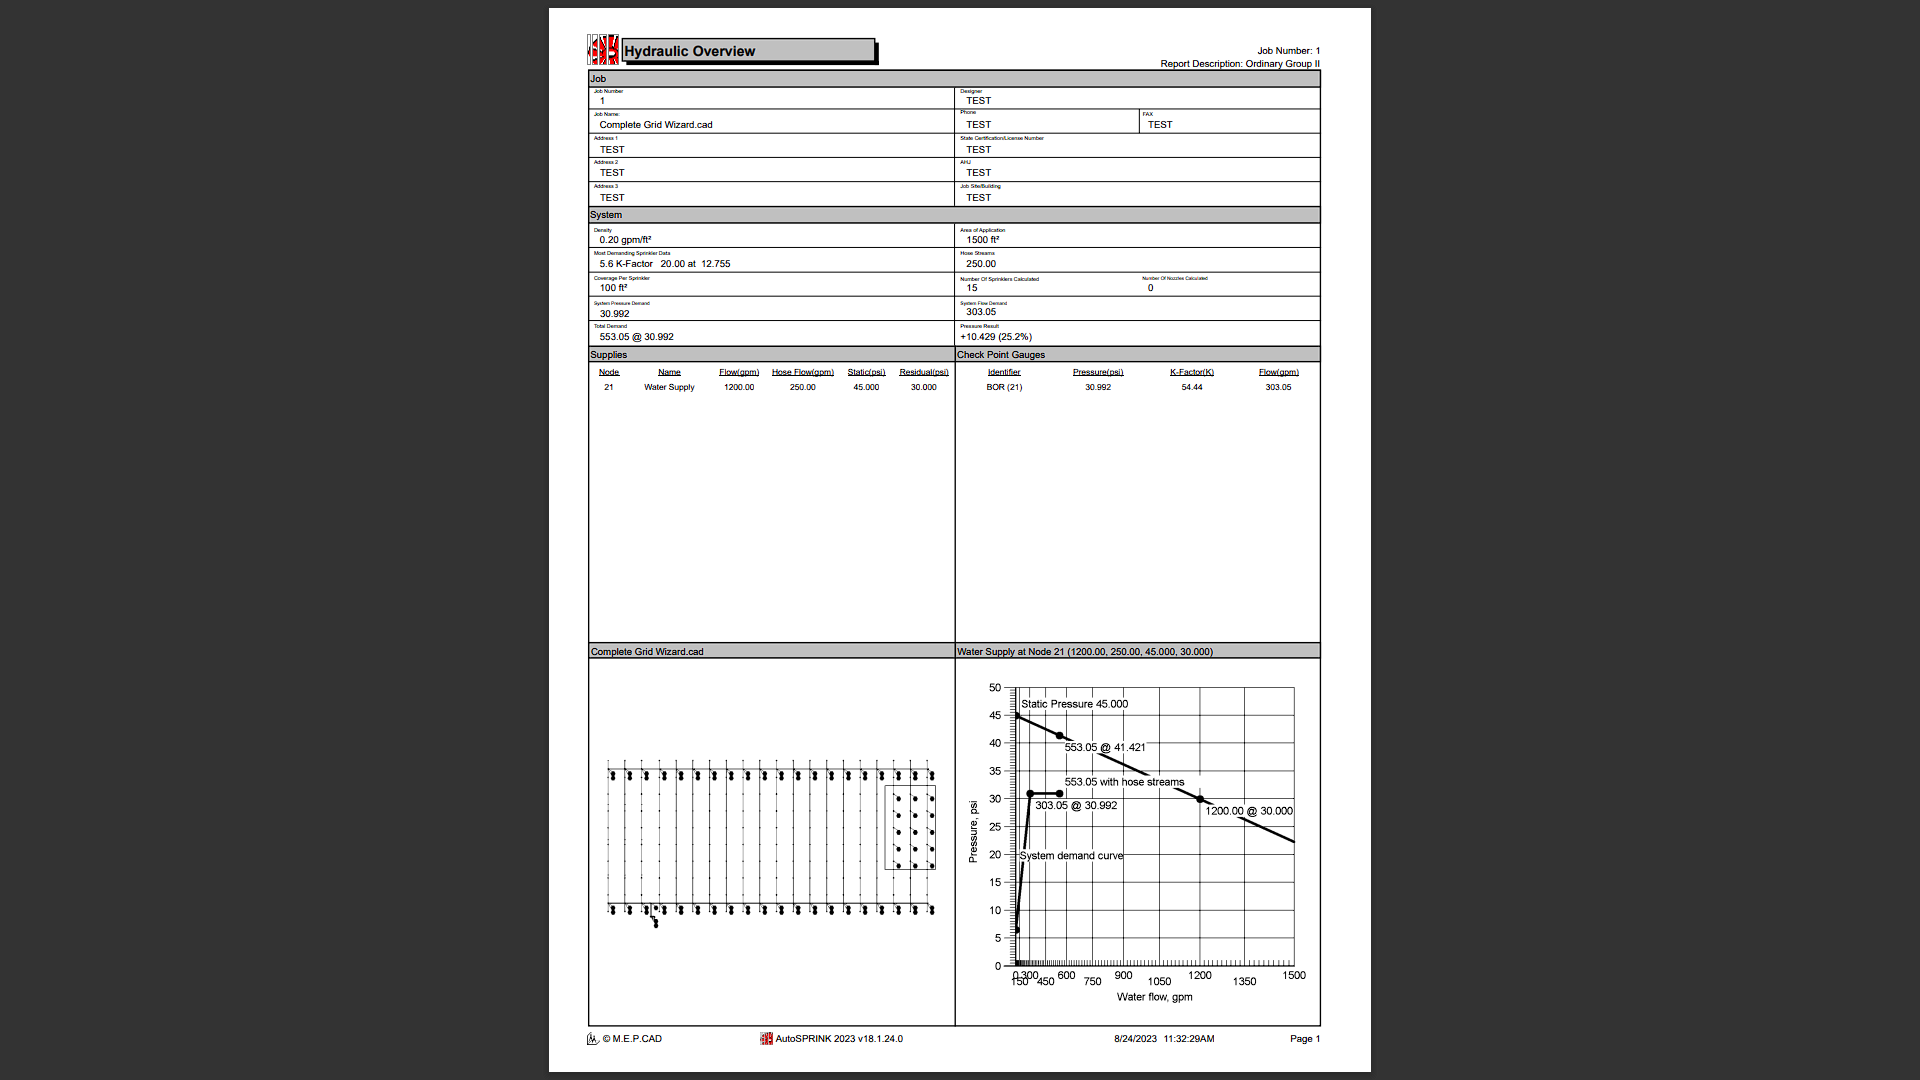 Hydraulic Overview
Job Number: 1
Report Description: Ordinary Group II
Job
Job Number
1
Designer
TEST
Job Name:
Complete Grid Wizard.cad
Phone
TEST
FAX
TEST
Address 1
TEST
State Certification/License Number
TEST
Address 2
TEST
AHJ
TEST
Address 3
TEST
Job Site/Building
TEST
System
Density
0.20 gpm/ft²
Area of Application
1500 ft²
Most Demanding Sprinkler Data
5.6 K-Factor 20.00 at 12.755
Hose Streams
250.00
Coverage Per Sprinkler
100 ft²
Number Of Sprinklers Calculated
15
Number Of Nozzles Calculated
0
System Pressure Demand
30.992
System Flow Demand
303.05
Total Demand
553.05 @ 30.992
Pressure Result
+10.429 (25.2%)
Supplies
Node Name Flow(gpm) Hose Flow(gpm) Static(psi) Residual(psi)
21 Water Supply 1200.00 250.00 45.000 30.000
Check Point Gauges
Identifier Pressure(psi) K-Factor(K) Flow(gpm)
BOR (21) 30.992 54.44 303.05
Complete Grid Wizard.cad
Water Supply at Node 21 (1200.00, 250.00, 45.000, 30.000)
50
Static Pressure 45.000
45
40
553.05 @ 41.421
35
553.05 with hose streams
30
303.05 @ 30.992
1200.00 @ 30.000
25
20
System demand curve
15
10
5
0
Pressure, psi
0 300 600 900 1200 1500
150 450 750 1050 1350
Water flow, gpm
© M.E.P.CAD
AutoSPRINK 2023 v18.1.24.0
8/24/2023 11:32:29AM
Page 1